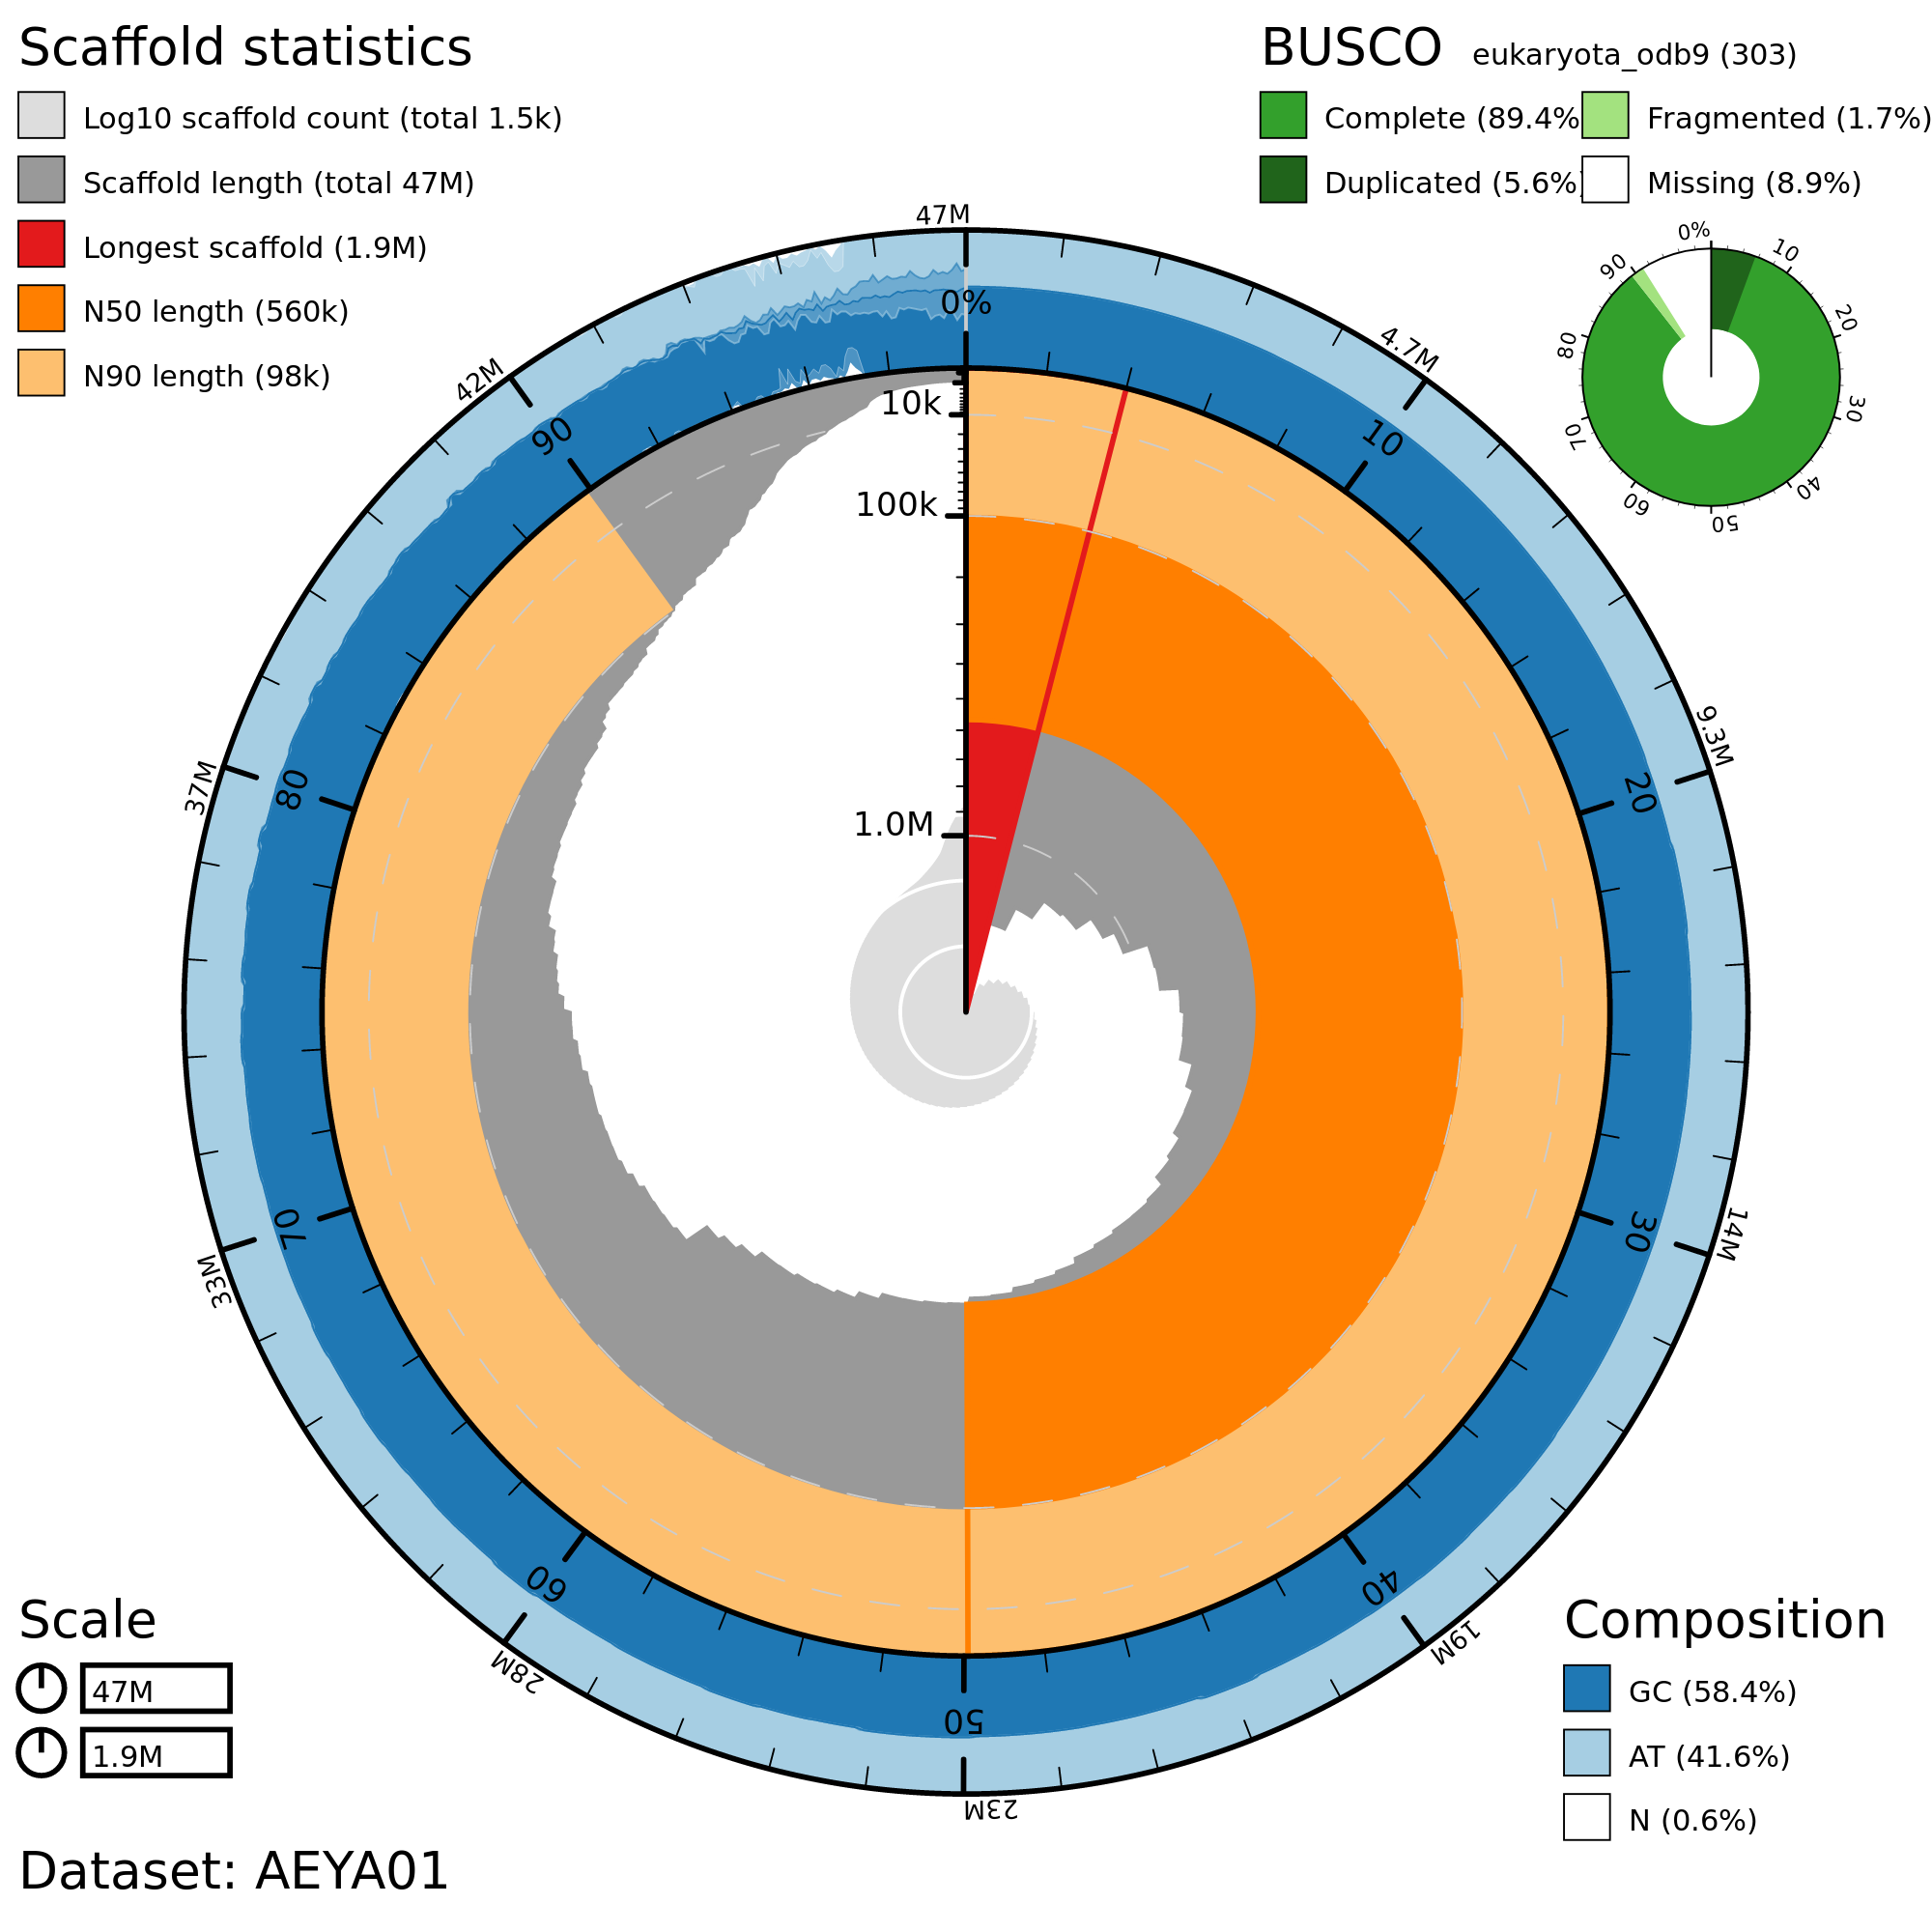 Scaffold statistics
Log10 scaffold count (total 1.5k)
Scaffold length (total 47M)
Longest scaffold (1.9M)
N50 length (560k)
N90 length (98k)
BUSCO eukaryota_odb9 (303)
Complete (89.4%
Fragmented (1.7%)
Duplicated (5.6%)
Missing (8.9%)
0%
10
20
30
40
50
60
70
80
90
47M
4.7M
9.3M
14M
19M
23M
28M
33M
37M
42M
0%
10
20
30
40
50
60
70
80
90
10k
100k
1.0M
Scale
47M
1.9M
Composition
GC (58.4%)
AT (41.6%)
N (0.6%)
Dataset: AEYA01